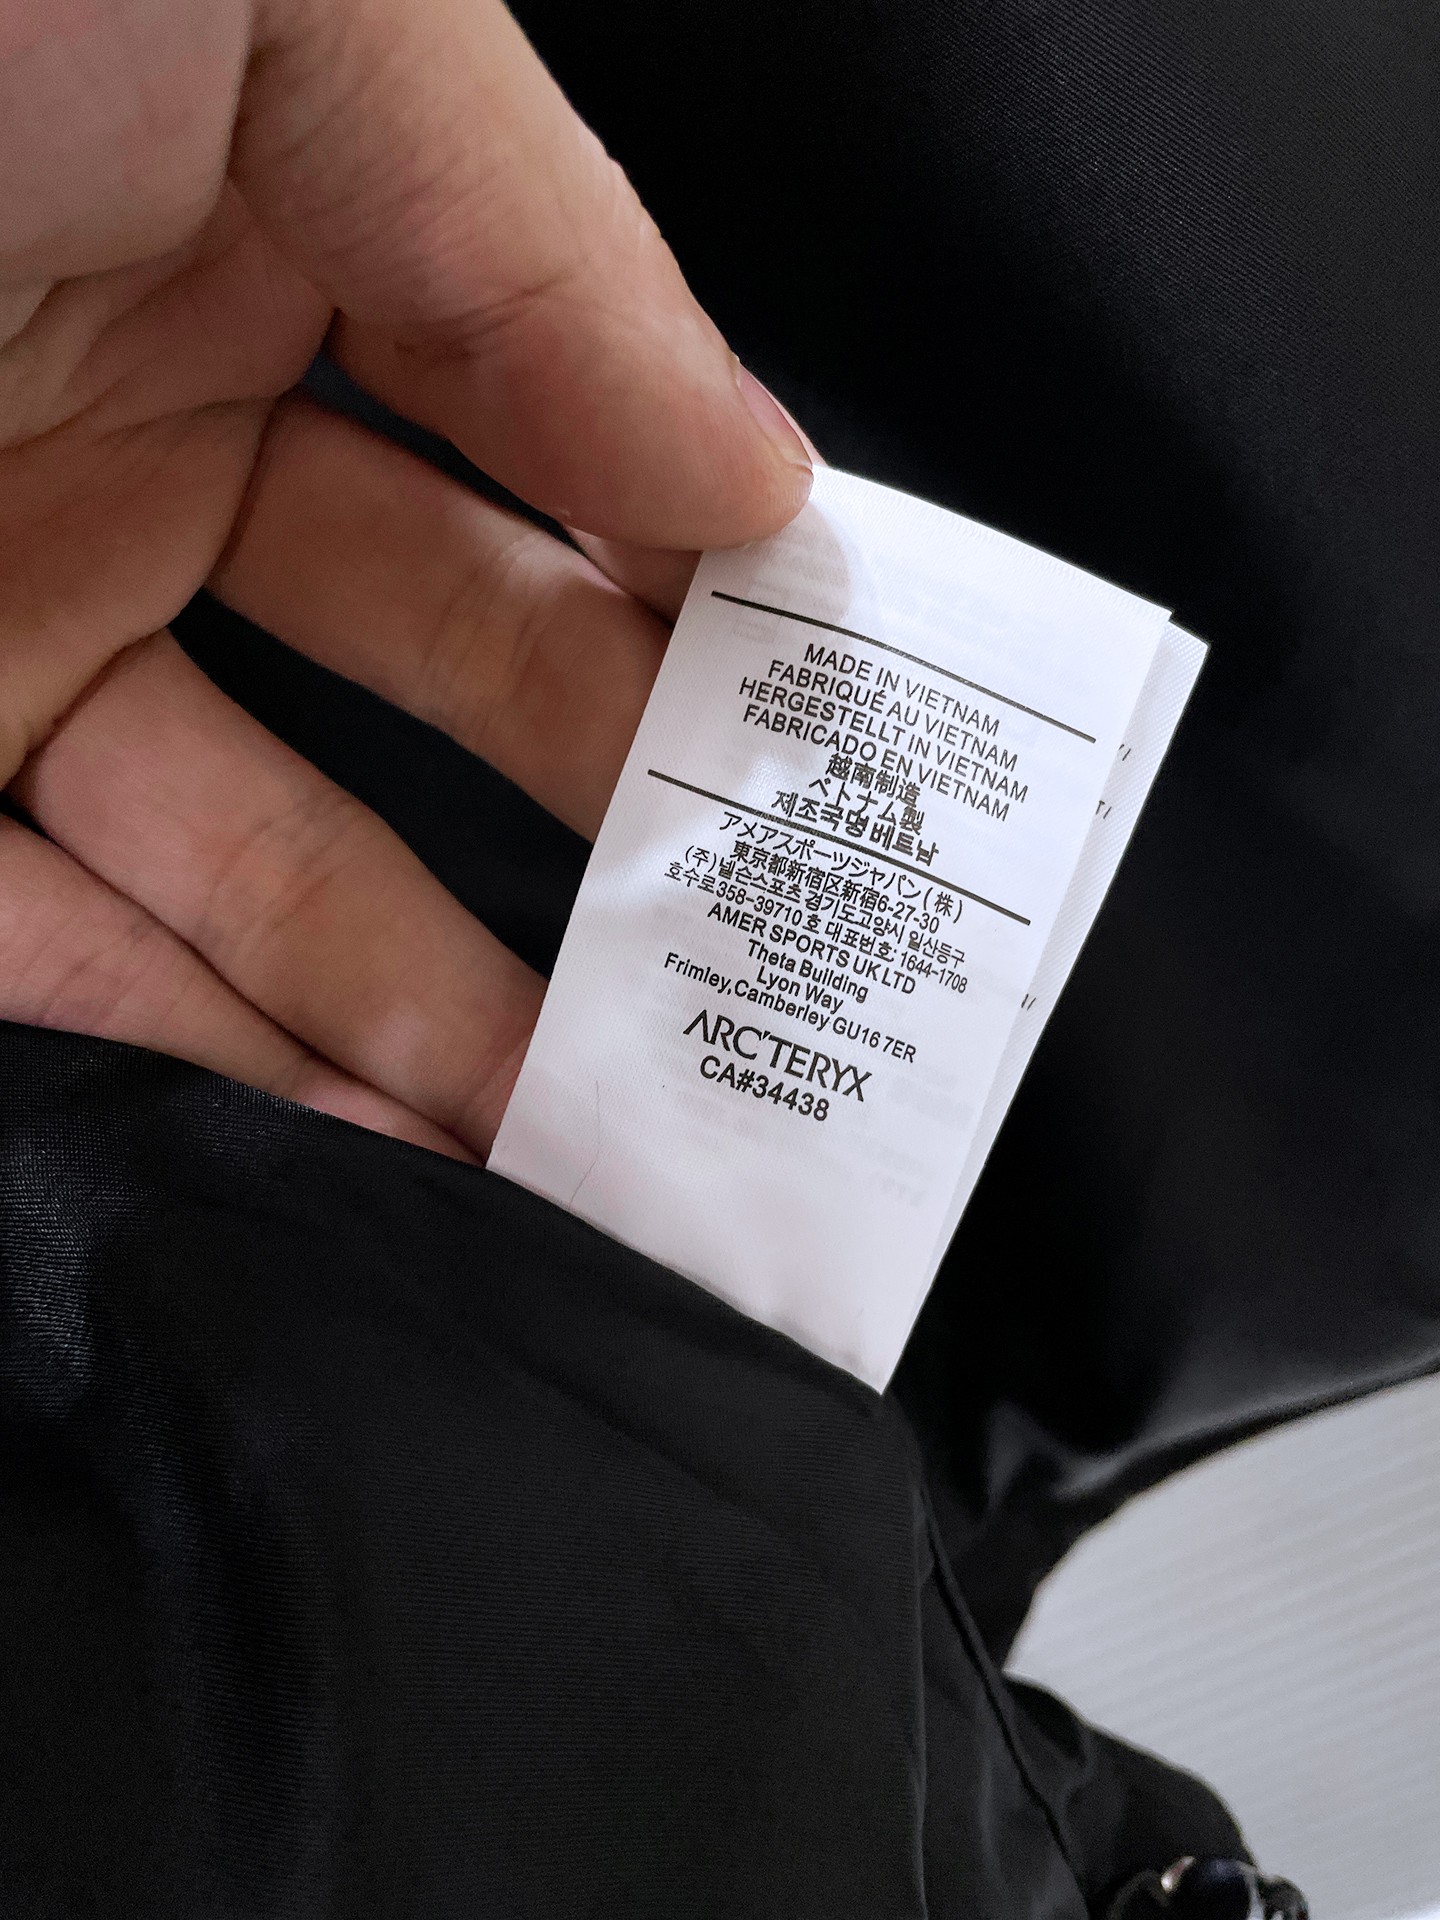 MADE IN VIETNAM
FABRIQUÉ AU VIETNAM
HERGESTELLT IN VIETNAM
FABRICADO EN VIETNAM
越南制造
ベトナム製
제조국명 베트남
アメアスポーツジャパン(株)
東京都新宿区新宿6-27-30
(주)넬슨스포츠 경기도고양시 일산동구
호수로358-39710 호 대표번호: 1644-1708
AMER SPORTS UK LTD
Theta Building
Lyon Way
Frimley,Camberley GU16 7ER
ARC'TERYX
CA#34438